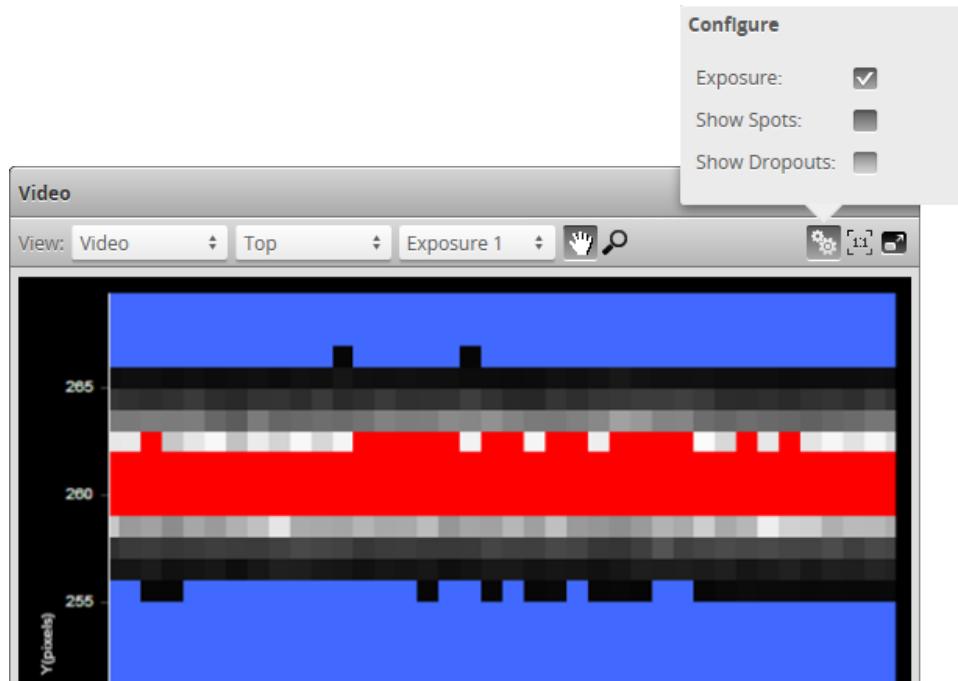 Configure
Exposure:
Show Spots:
Show Dropouts:
Video
View: Video Top Exposure 1 1:1
265
260
255
Y(pixels)